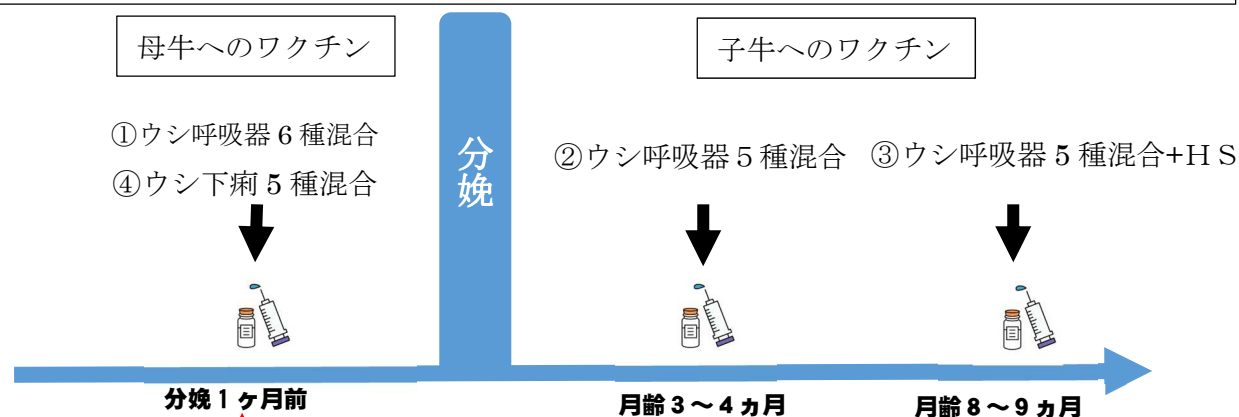 母牛へのワクチン
①ウシ呼吸器6種混合
④ウシ下痢5種混合
分娩1ヶ月前
分娩
子牛へのワクチン
②ウシ呼吸器5種混合
③ウシ呼吸器5種混合+HS
月齢3~4ヵ月
月齢8~9ヵ月